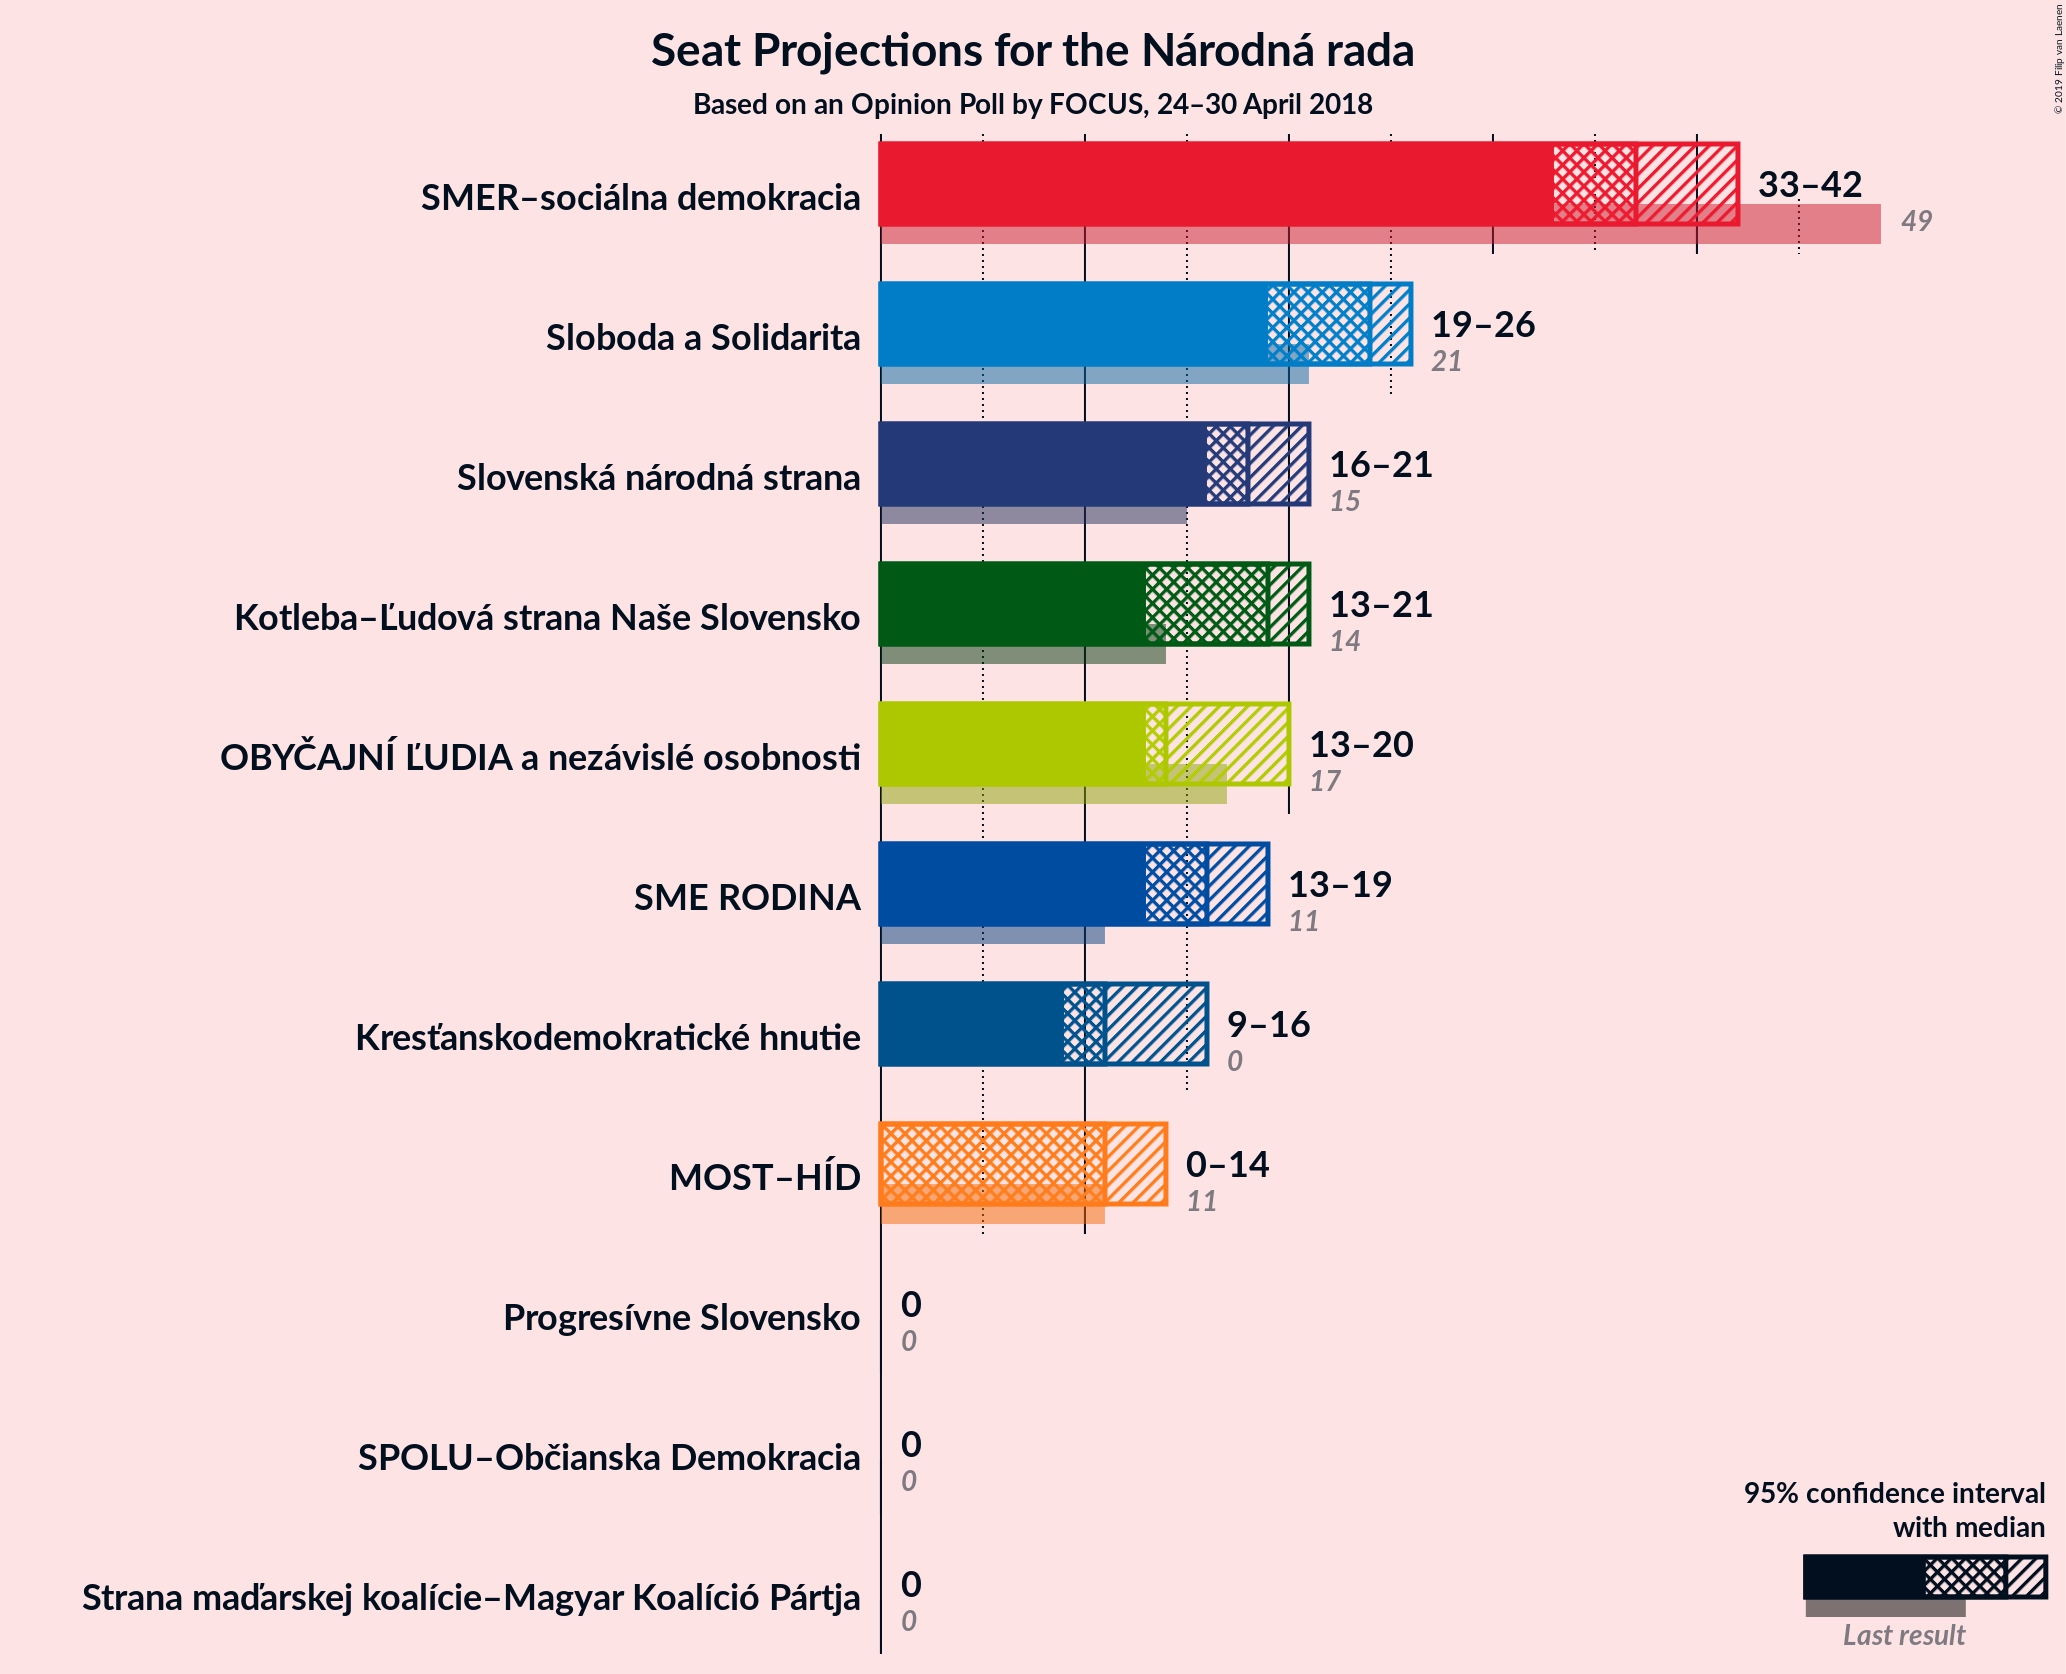 Seat Projections for the Národná rada
Based on an Opinion Poll by FOCUS, 24–30 April 2018
© 2019 Filip van Laenen
SMER–sociálna demokracia
33–42
49
Sloboda a Solidarita
19–26
21
Slovenská národná strana
16–21
15
Kotleba–Ľudová strana Naše Slovensko
13–21
14
OBYČAJNÍ ĽUDIA a nezávislé osobnosti
13–20
17
SME RODINA
13–19
11
Kresťanskodemokratické hnutie
9–16
0
MOST–HÍD
0–14
11
Progresívne Slovensko
0
0
SPOLU–Občianska Demokracia
0
0
Strana maďarskej koalície–Magyar Koalíció Pártja
0
0
95% confidence interval
with median
Last result